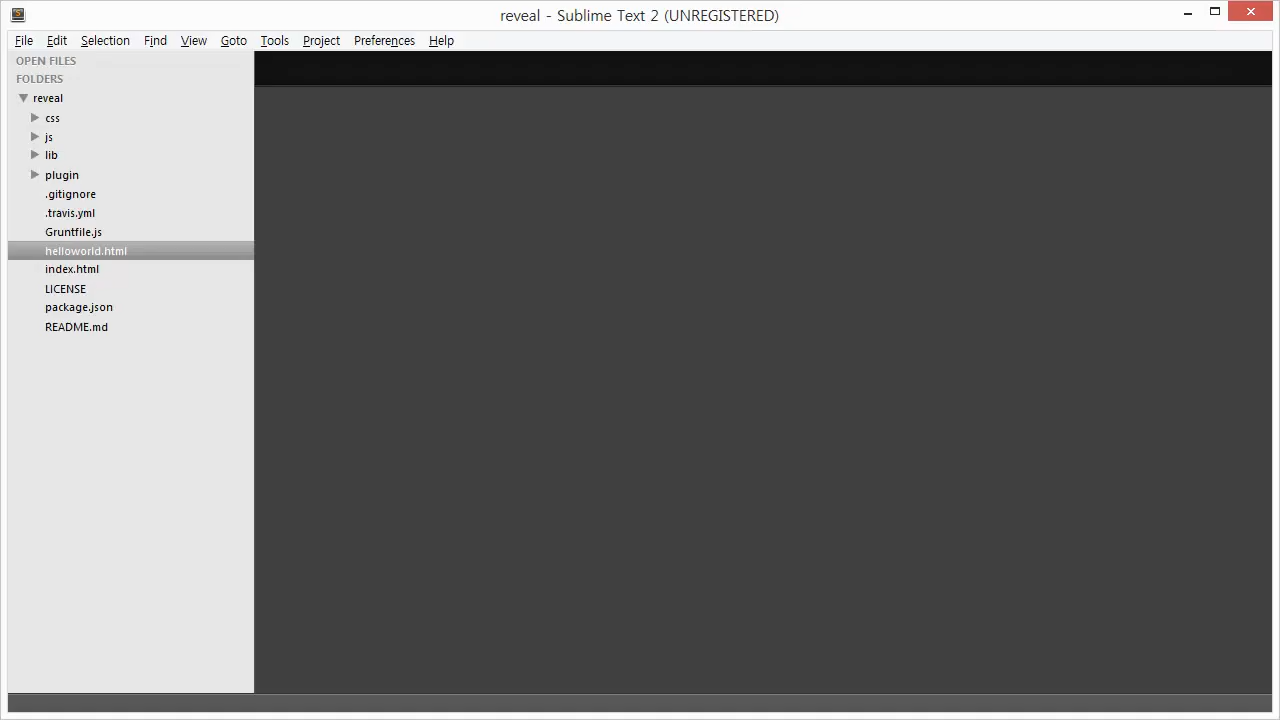 reveal - Sublime Text 2 (UNREGISTERED)
File Edit Selection Find View Goto Tools Project Preferences Help
OPEN FILES
FOLDERS
reveal
css
js
lib
plugin
.gitignore
.travis.yml
Gruntfile.js
helloworld.html
index.html
LICENSE
package.json
README.md